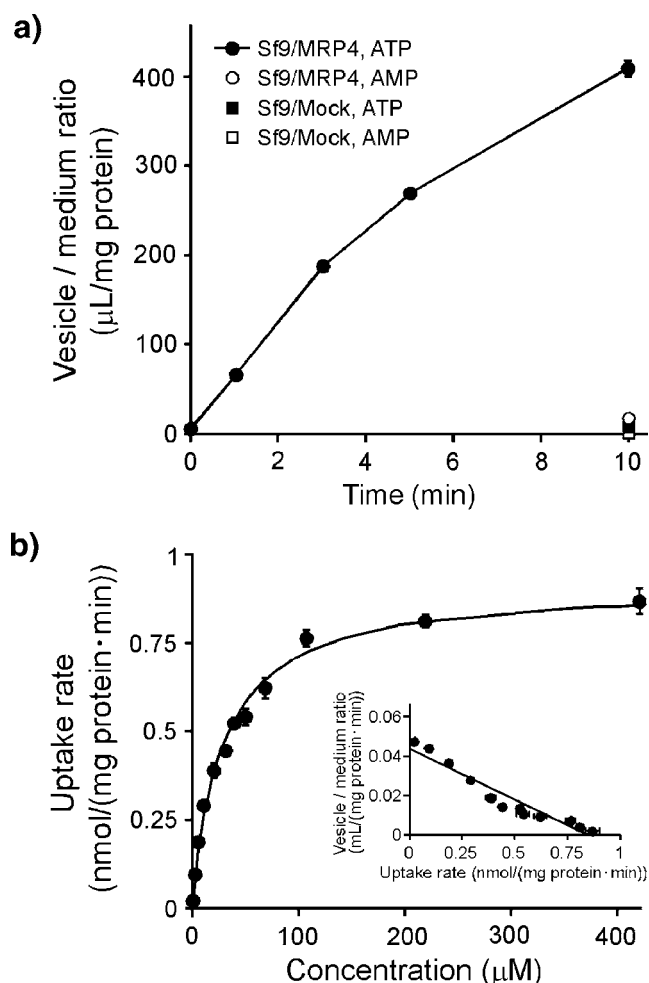 a)
Vesicle / medium ratio
(μL/mg protein)
400
300
200
100
0
Sf9/MRP4, ATP
Sf9/MRP4, AMP
Sf9/Mock, ATP
Sf9/Mock, AMP
0 2 4 6 8 10
Time (min)
b)
Uptake rate
(nmol/(mg protein·min))
1
0.75
0.5
0.25
0
Vesicle / medium ratio
mL/(mg protein·min))
0.06
0.04
0.02
0
0 0.25 0.5 0.75 1
Uptake rate (nmol/(mg protein·min))
0 100 200 300 400
Concentration (μM)